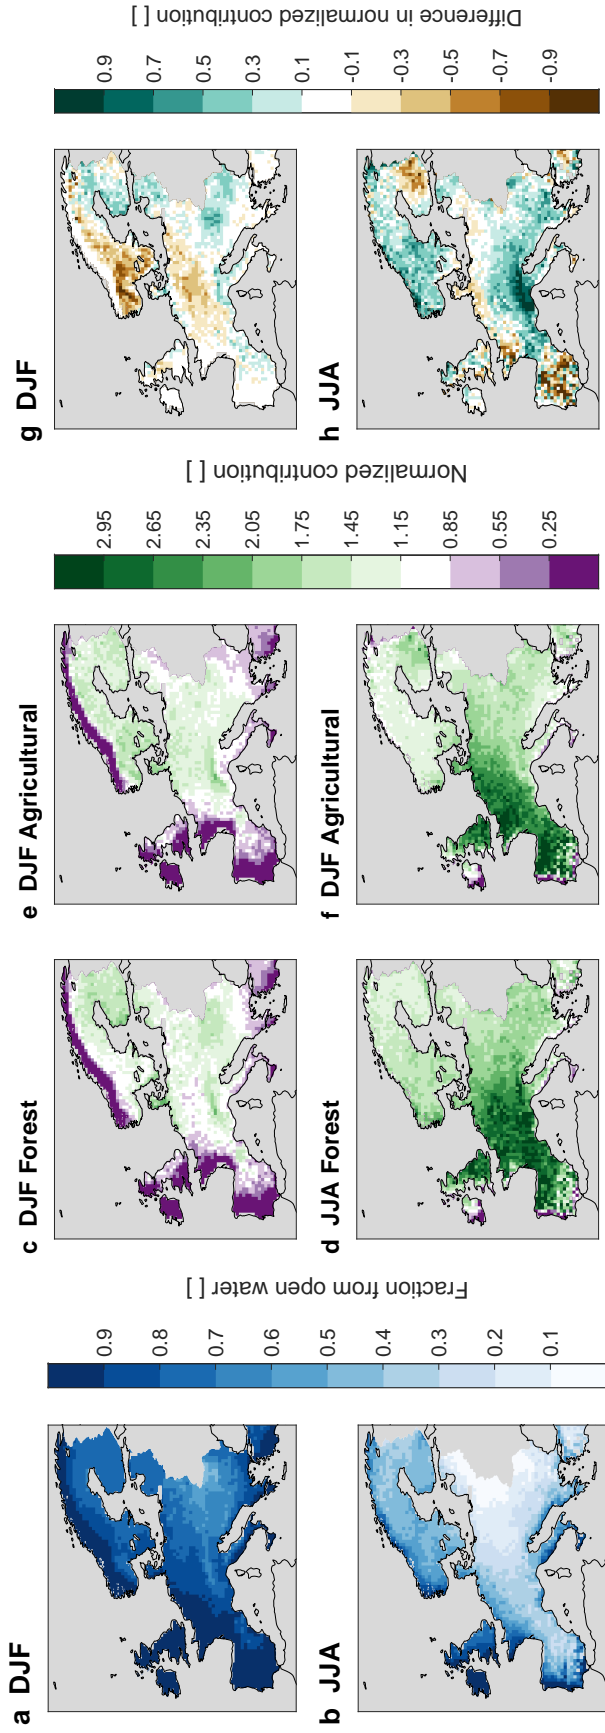 a DJF
b JJA
0.9
0.8
0.7
0.6
0.5
0.4
0.3
0.2
0.1
Fraction from open water [ ]
c DJF Forest
d JJA Forest
e DJF Agricultural
f DJF Agricultural
2.95
2.65
2.35
2.05
1.75
1.45
1.15
0.85
0.55
0.25
Normalized contribution [ ]
g DJF
h JJA
0.9
0.7
0.5
0.3
0.1
-0.1
-0.3
-0.5
-0.7
-0.9
Difference in normalized contribution [ ]